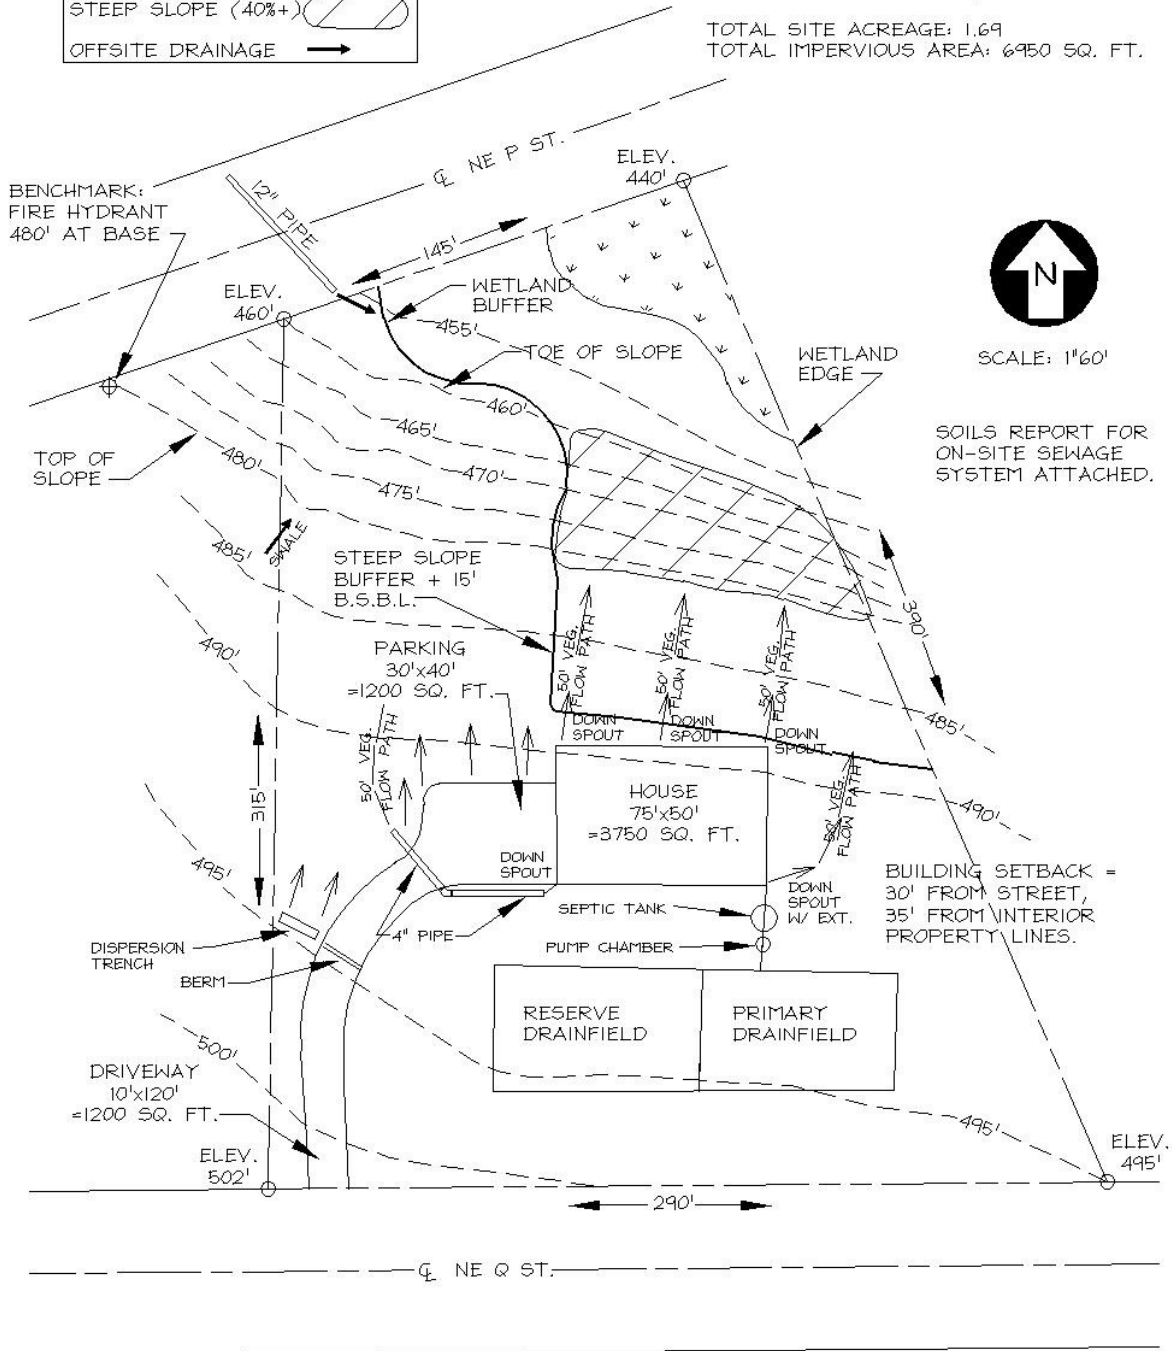 STEEP SLOPE (40%+)
OFFSITE DRAINAGE
TOTAL SITE ACREAGE: 1.69
TOTAL IMPERVIOUS AREA: 6950 SQ. FT.
℄ NE P ST.
ELEV.
440'
BENCHMARK:
FIRE HYDRANT
480' AT BASE
12" PIPE
145'
ELEV.
460'
WETLAND
BUFFER
455'
TOE OF SLOPE
WETLAND
EDGE
N
SCALE: 1"60'
460'
465'
470'
475'
480'
485'
TOP OF
SLOPE
SWALE
SOILS REPORT FOR
ON-SITE SEWAGE
SYSTEM ATTACHED.
STEEP SLOPE
BUFFER + 15'
B.S.B.L.
390'
490'
PARKING
30'x40'
=1200 SQ. FT.
50' VEG.
FLOW PATH
50' VEG.
FLOW PATH
50' VEG.
FLOW PATH
50' VEG.
FLOW PATH
485'
DOWN
SPOUT
DOWN
SPOUT
DOWN
SPOUT
315'
HOUSE
75'x50'
=3750 SQ. FT.
50' VEG.
FLOW PATH
490'
495'
DOWN
SPOUT
DOWN
SPOUT
W/ EXT.
BUILDING SETBACK =
30' FROM STREET,
35' FROM INTERIOR
PROPERTY LINES.
SEPTIC TANK
4" PIPE
PUMP CHAMBER
DISPERSION
TRENCH
BERM
RESERVE
DRAINFIELD
PRIMARY
DRAINFIELD
500'
DRIVEWAY
10'x120'
=1200 SQ. FT.
495'
ELEV.
502'
ELEV.
495'
290'
℄ NE Q ST.